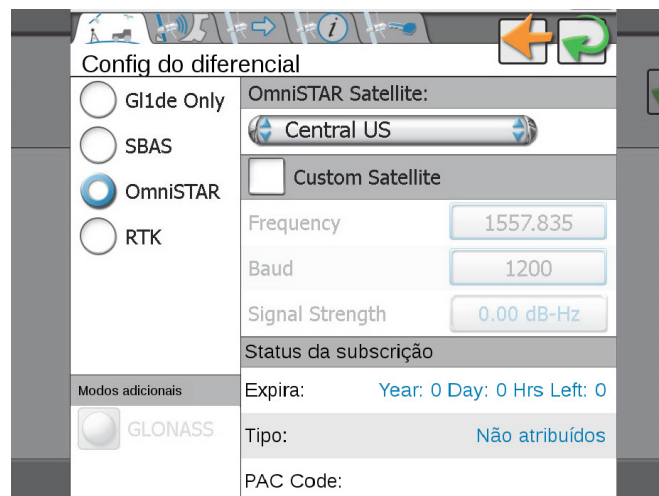 Config do diferencial
Gl1de Only
SBAS
OmniSTAR
RTK
OmniSTAR Satellite:
Central US
Custom Satellite
Frequency 1557.835
Baud 1200
Signal Strength 0.00 dB-Hz
Status da subscrição
Modos adicionais
GLONASS
Expira: Year: 0 Day: 0 Hrs Left: 0
Tipo: Não atribuídos
PAC Code: